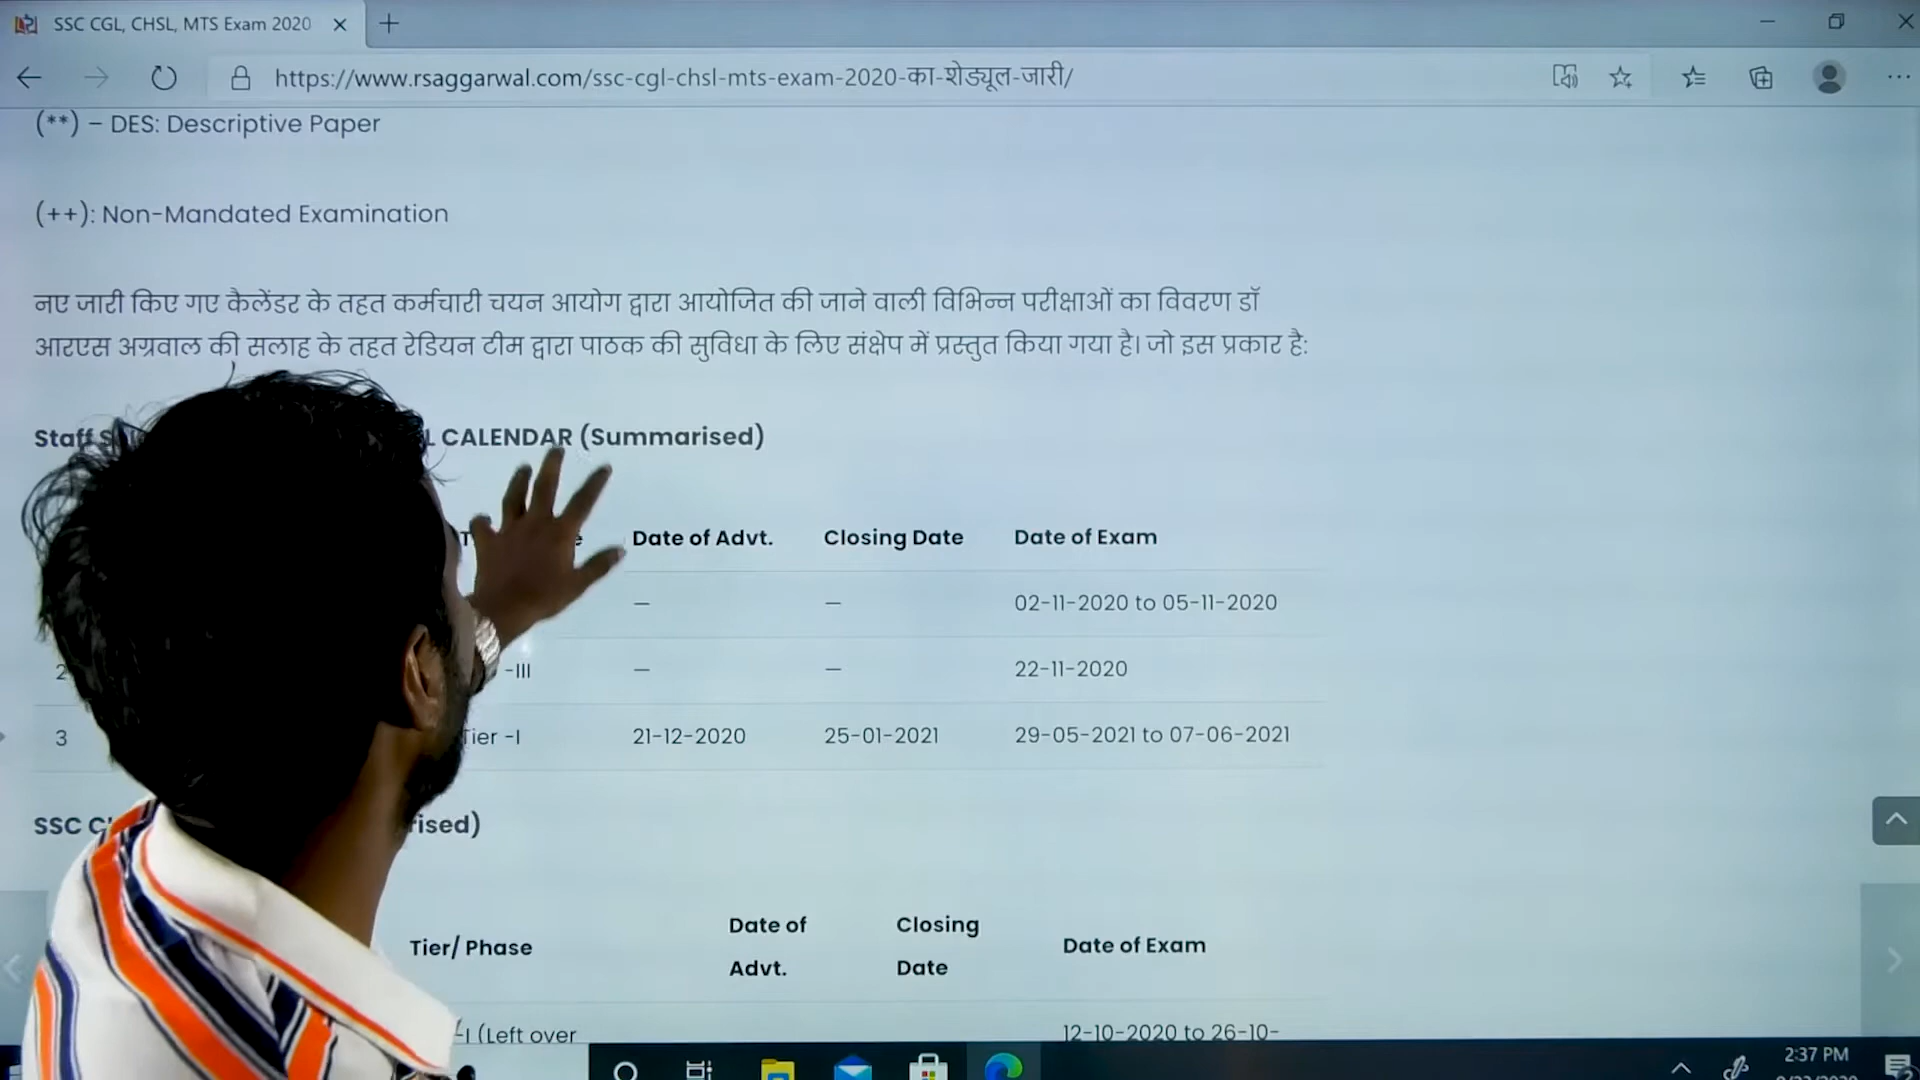 SSC CGL, CHSL, MTS Exam 2020
https://www.rsaggarwal.com/ssc-cgl-chsl-mts-exam-2020-का-शेड्यूल-जारी/
(**) – DES: Descriptive Paper
(++): Non-Mandated Examination
नए जारी किए गए कैलेंडर के तहत कर्मचारी चयन आयोग द्वारा आयोजित की जाने वाली विभिन्न परीक्षाओं का विवरण डॉ
आरएस अग्रवाल की सलाह के तहत रेडियन टीम द्वारा पाठक की सुविधा के लिए संक्षेप में प्रस्तुत किया गया है। जो इस प्रकार है:
Staff CALENDAR (Summarised)
Date of Advt. Closing Date Date of Exam
— — 02-11-2020 to 05-11-2020
2 -III — — 22-11-2020
3 Tier -I 21-12-2020 25-01-2021 29-05-2021 to 07-06-2021
SSC
Tier/ Phase Date of Advt. Closing Date Date of Exam
-I (Left over 12-10-2020 to 26-10-
2:37 PM